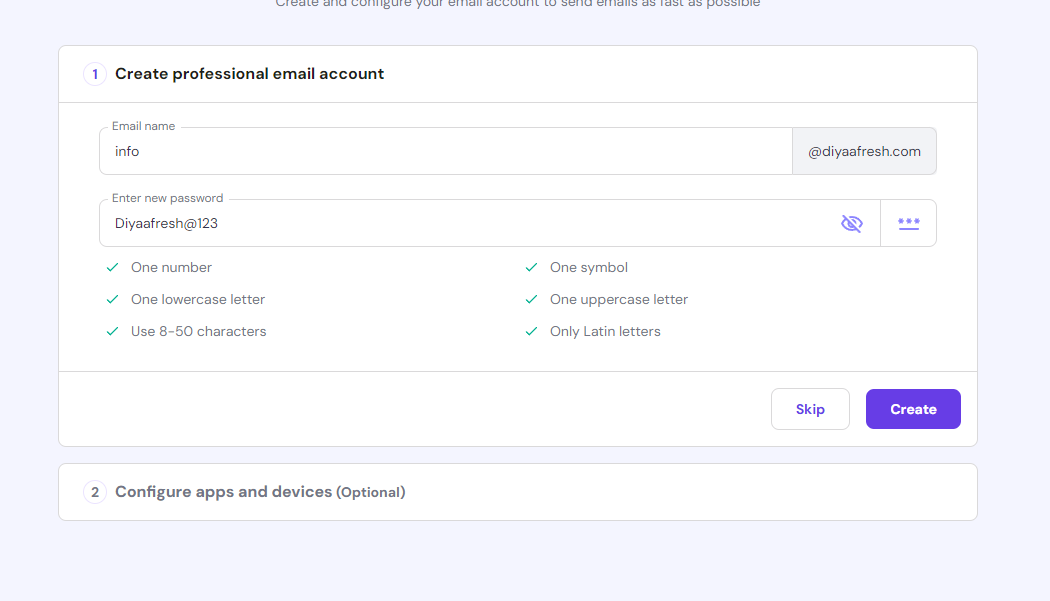 Create and configure your email account to send emails as fast as possible
1 Create professional email account
Email name
info @diyaafresh.com
Enter new password
Diyaafresh@123
One number One symbol
One lowercase letter One uppercase letter
Use 8-50 characters Only Latin letters
Skip Create
2 Configure apps and devices (Optional)